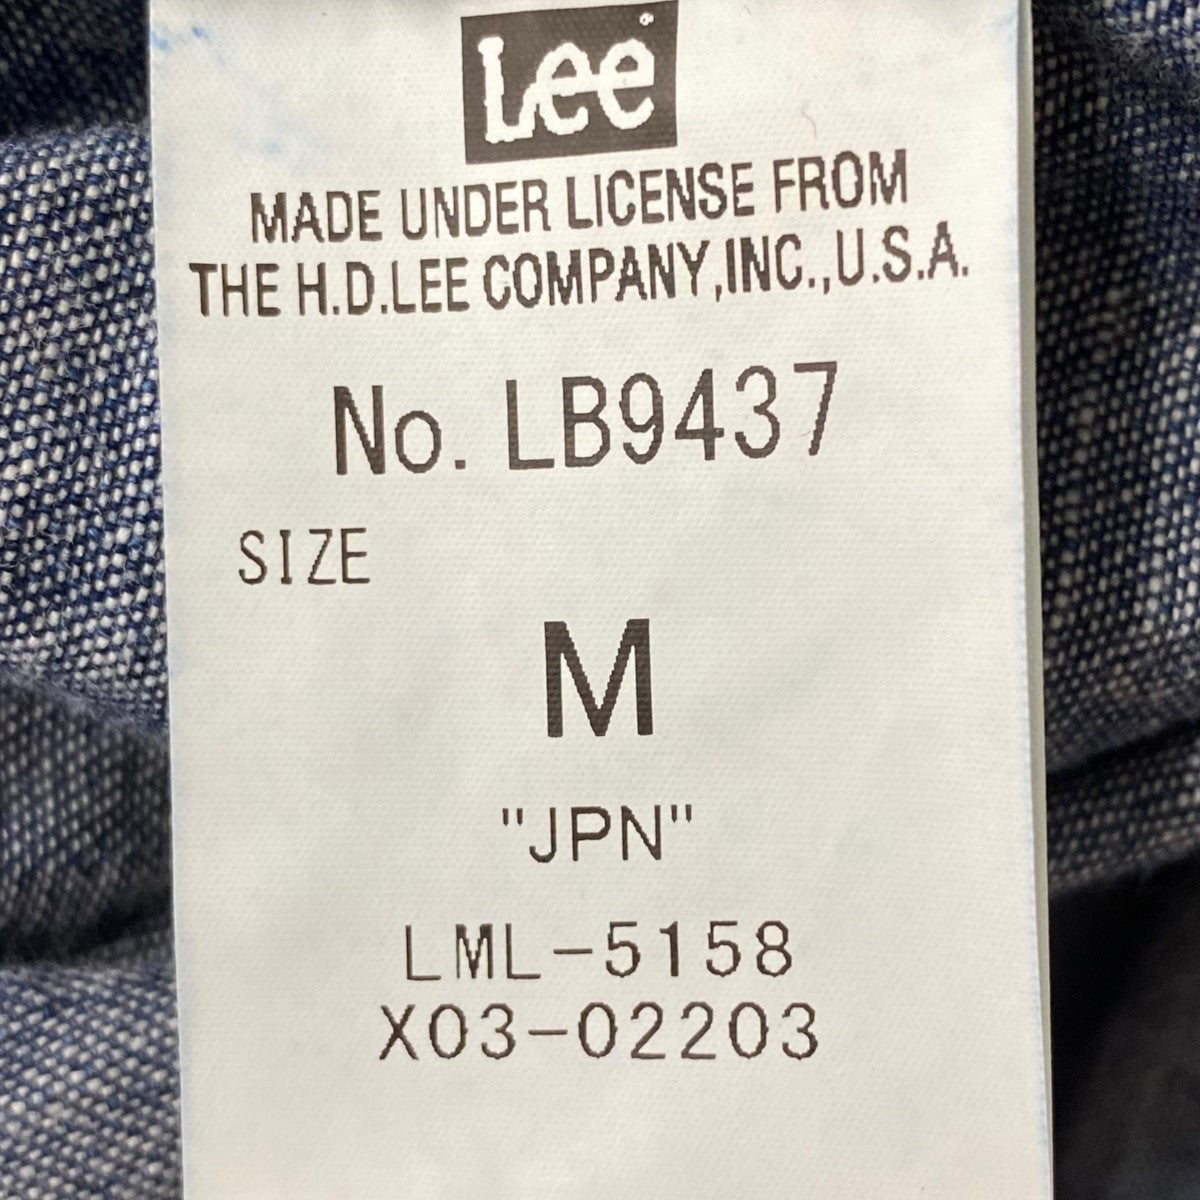 Lee®
MADE UNDER LICENSE FROM
THE H.D.LEE COMPANY,INC.,U.S.A.
No. LB9437
SIZE
M
"JPN"
LML-5158
X03-02203